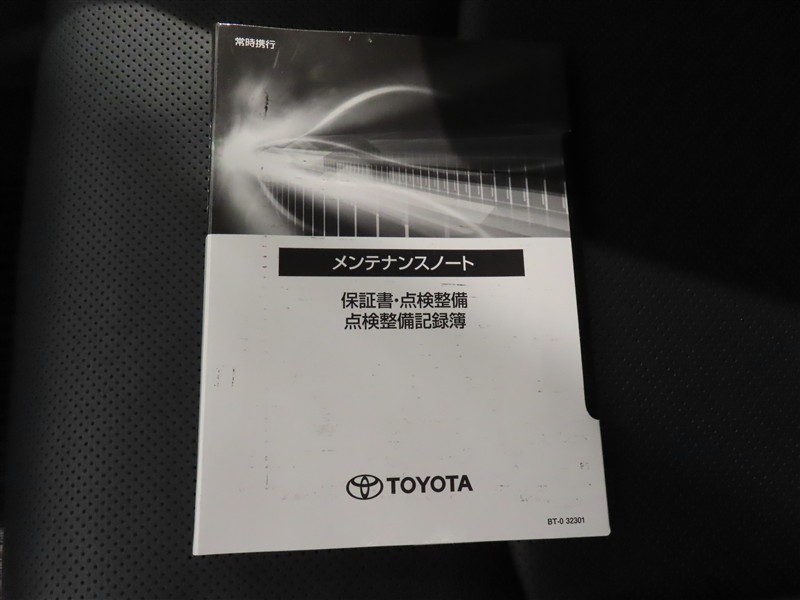 常時携行
メンテナンスノート
保証書・点検整備
点検整備記録簿
TOYOTA
BT-0 32301